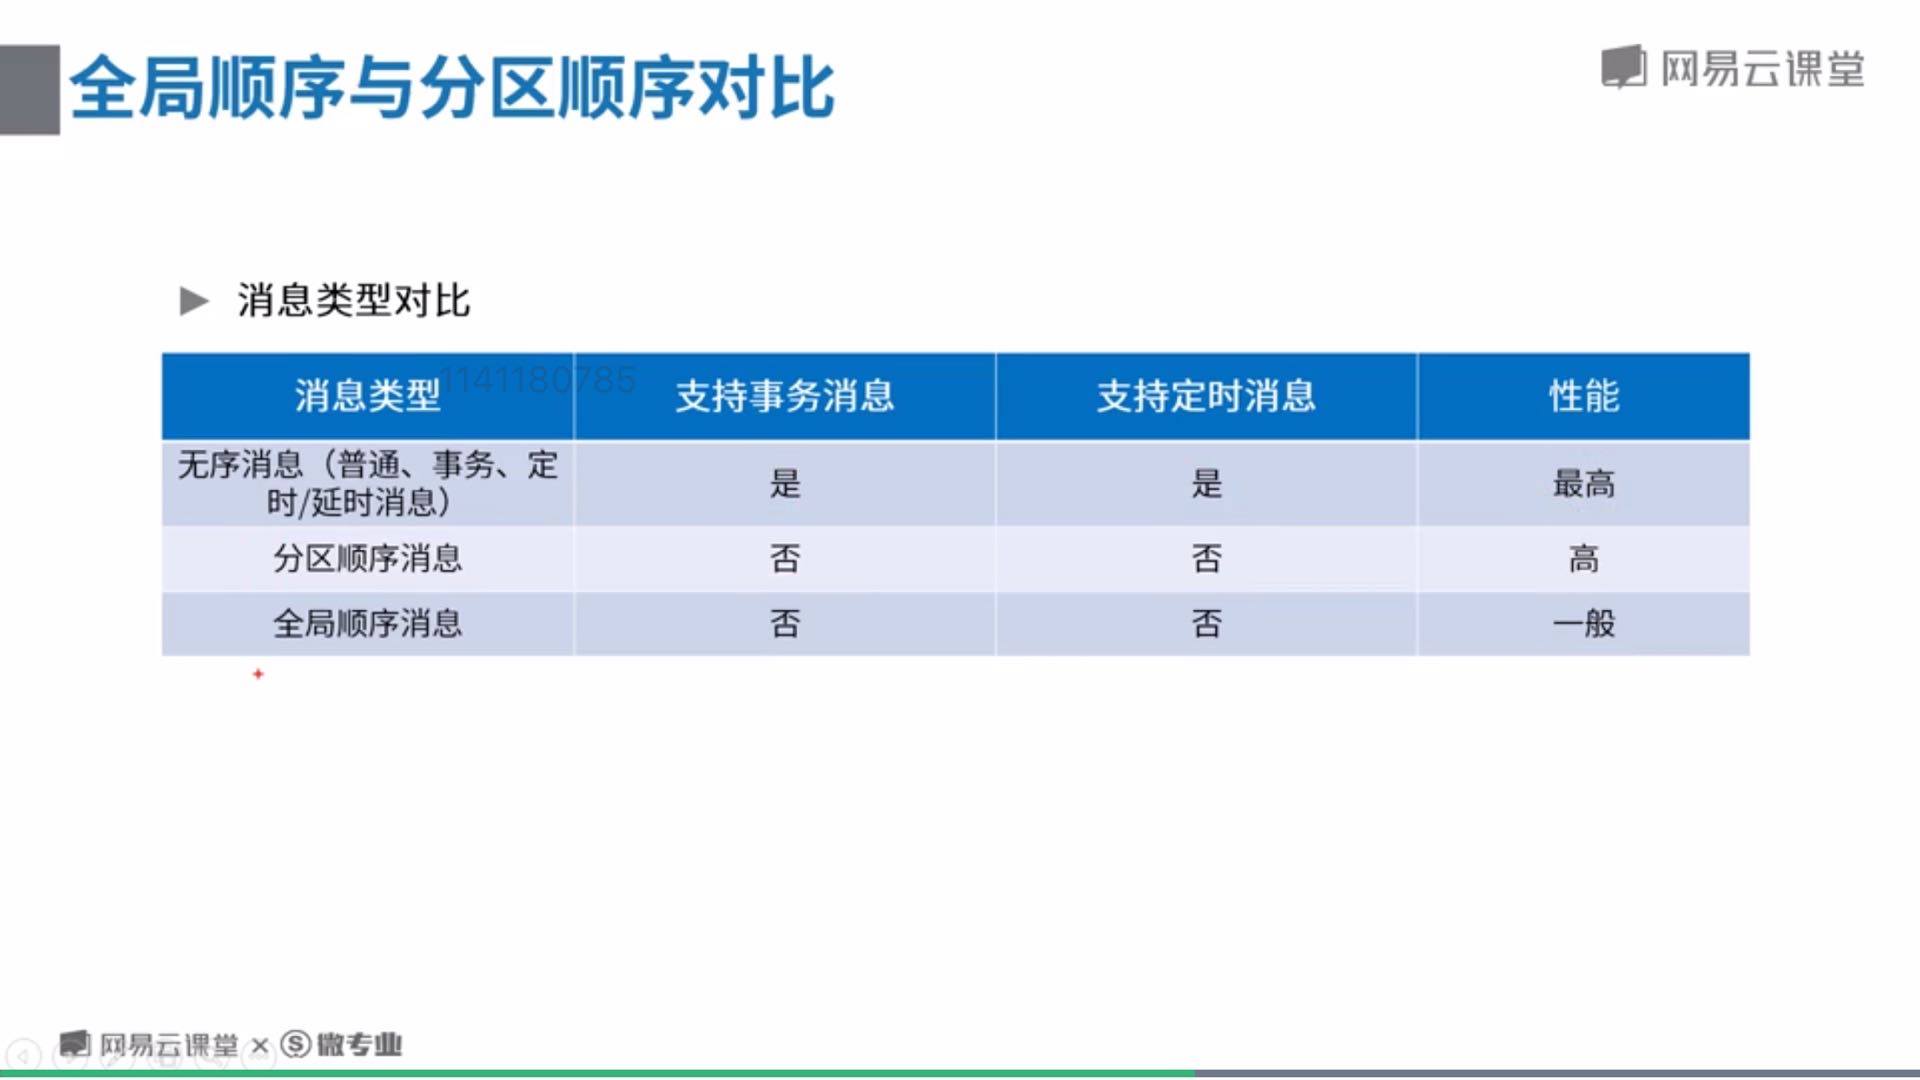 全局顺序与分区顺序对比
网易云课堂
消息类型对比
消息类型 支持事务消息 支持定时消息 性能
1141180785
无序消息（普通、事务、定
时/延时消息） 是 是 最高
分区顺序消息 否 否 高
全局顺序消息 否 否 一般
网易云课堂 × Ⓢ 微专业